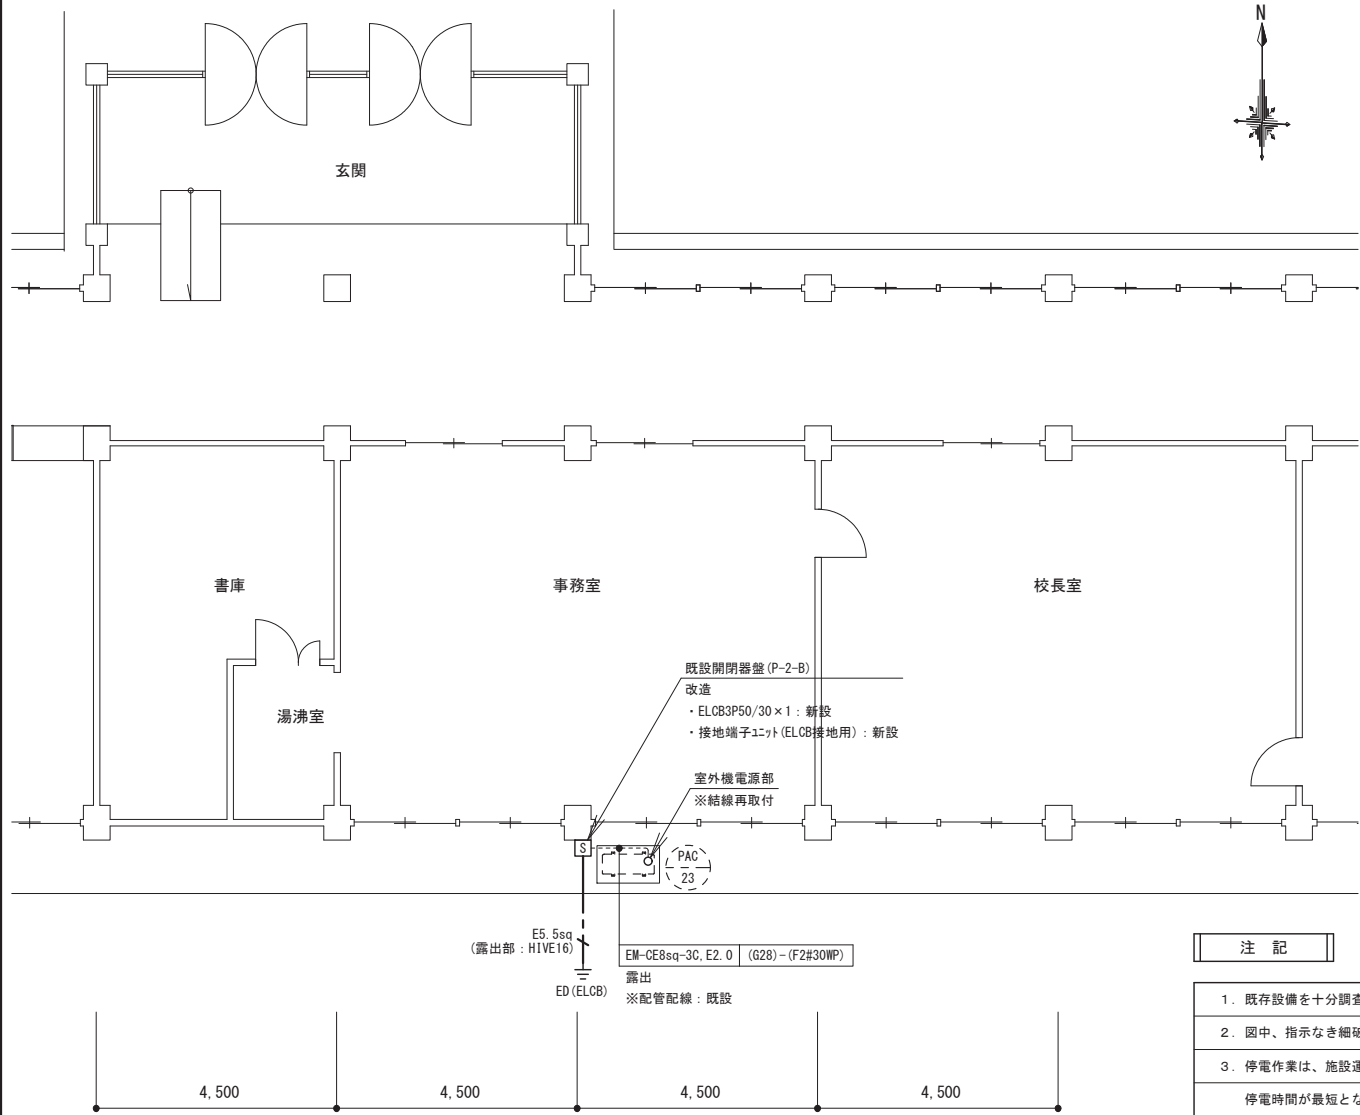 N
玄関
書庫
事務室
校長室
湯沸室
既設開閉器盤(P-2-B)
改造
・ELCB3P50/30×1：新設
・接地端子ﾕﾆｯﾄ(ELCB接地用)：新設
室外機電源部
※結線再取付
S
PAC
23
E5.5sq
(露出部：HIVE16)
ED(ELCB)
EM-CE8sq-3C,E2.0 (G28)-(F2#30WP)
露出
※配管配線：既設
注 記
1. 既存設備を十分調査
2. 図中、指示なき細破
3. 停電作業は、施設運
停電時間が最短とな
4,500 4,500 4,500 4,500